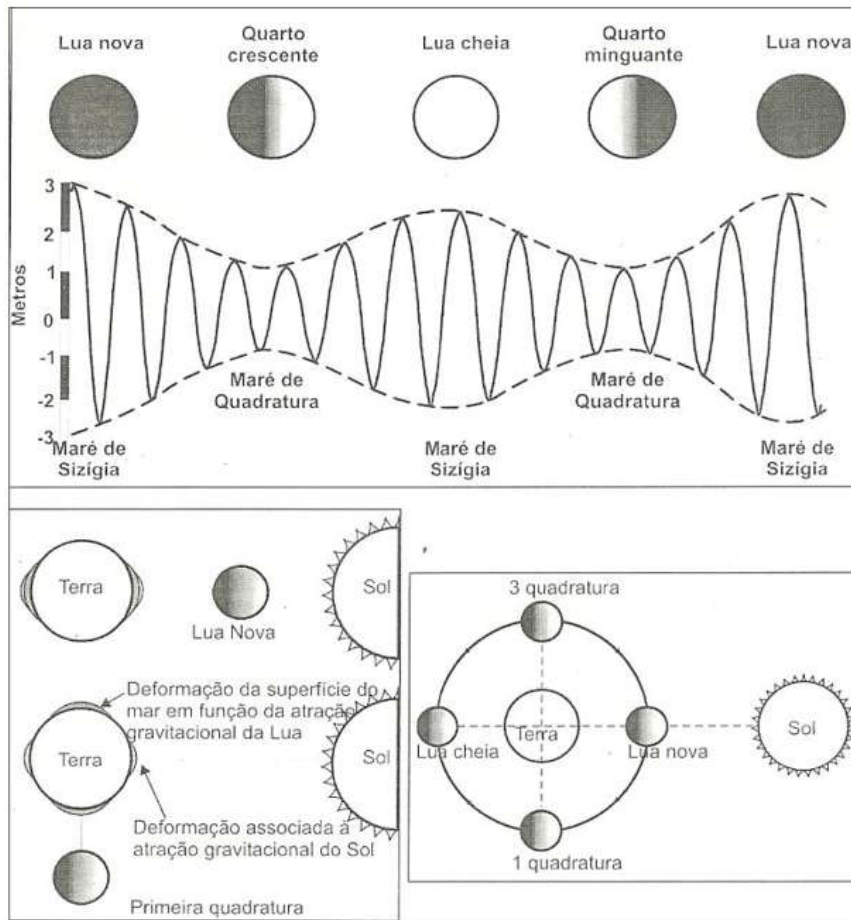 Lua nova
Quarto
crescente
Lua cheia
Quarto
minguante
Lua nova
Metros
3
2
1
0
-1
-2
-3
Maré de
Quadratura
Maré de
Quadratura
Maré de
Sizígia
Maré de
Sizígia
Maré de
Sizígia
Terra
Lua Nova
Sol
Deformação da superfície do
mar em função da atração
gravitacional da Lua
Terra
Sol
Deformação associada à
atração gravitacional do Sol
Primeira quadratura
3 quadratura
Terra
Lua cheia
Lua nova
Sol
1 quadratura